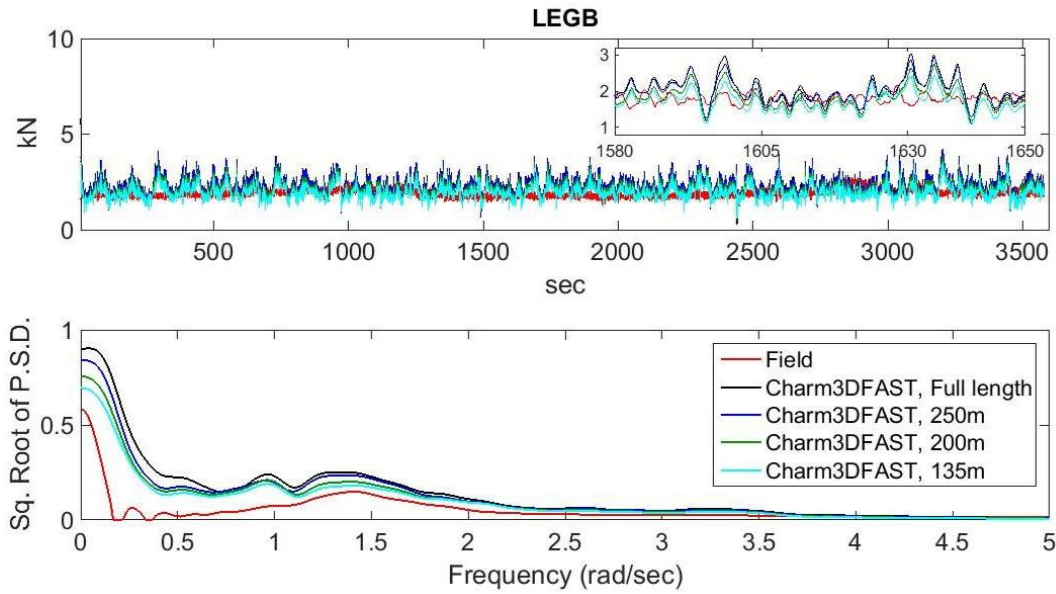 LEGB
10
5
0
kN
3
2
1
1580 1605 1630 1650
500 1000 1500 2000 2500 3000 3500
sec
1
0.5
0
Sq. Root of P.S.D.
Field
Charm3DFAST, Full length
Charm3DFAST, 250m
Charm3DFAST, 200m
Charm3DFAST, 135m
0 0.5 1 1.5 2 2.5 3 3.5 4 4.5 5
Frequency (rad/sec)